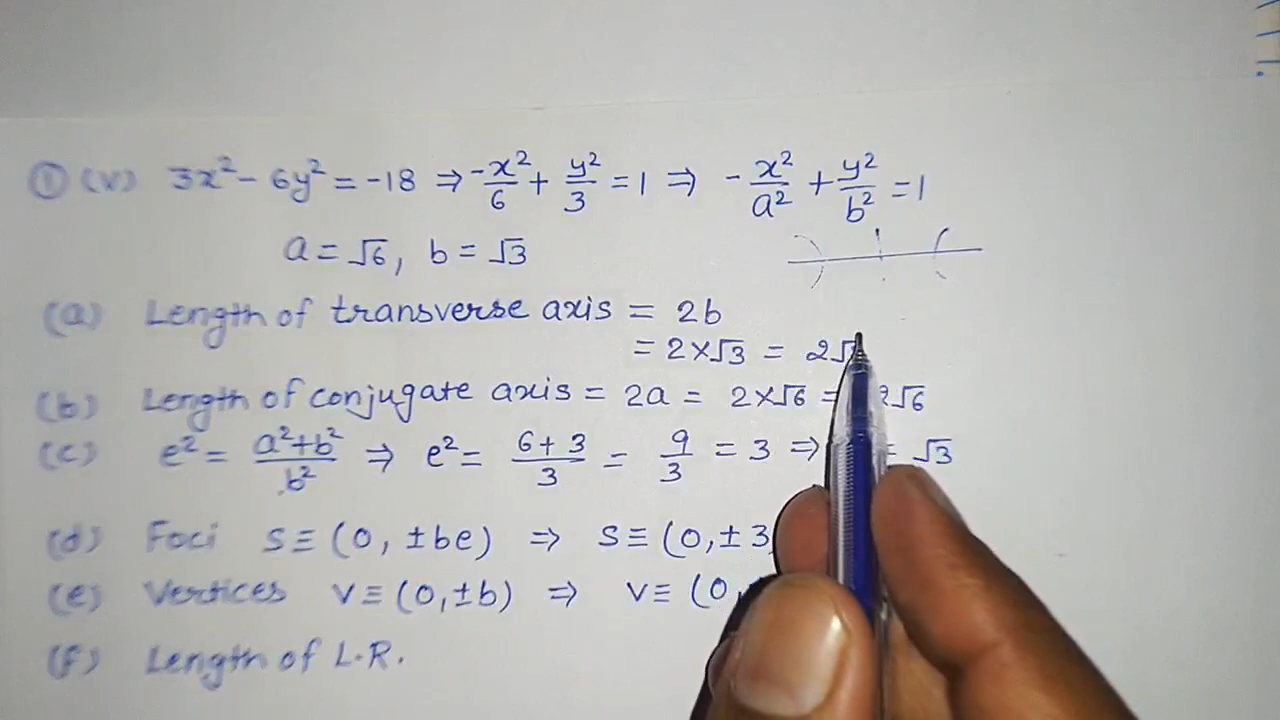 ① (v) 3x² - 6y² = -18 ⇒ -x²/6 + y²/3 = 1 ⇒ -x²/a² + y²/b² = 1
a = √6, b = √3
(a) Length of transverse axis = 2b
= 2×√3 = 2√
(b) Length of conjugate axis = 2a = 2×√6 = 2√6
(c) e² = a²+b²/b² ⇒ e² = 6+3/3 = 9/3 = 3 ⇒ = √3
(d) Foci S ≡ (0, ±be) ⇒ S ≡ (0, ±3
(e) Vertices V ≡ (0, ±b) ⇒ V ≡ (0,
(f) Length of L.R.